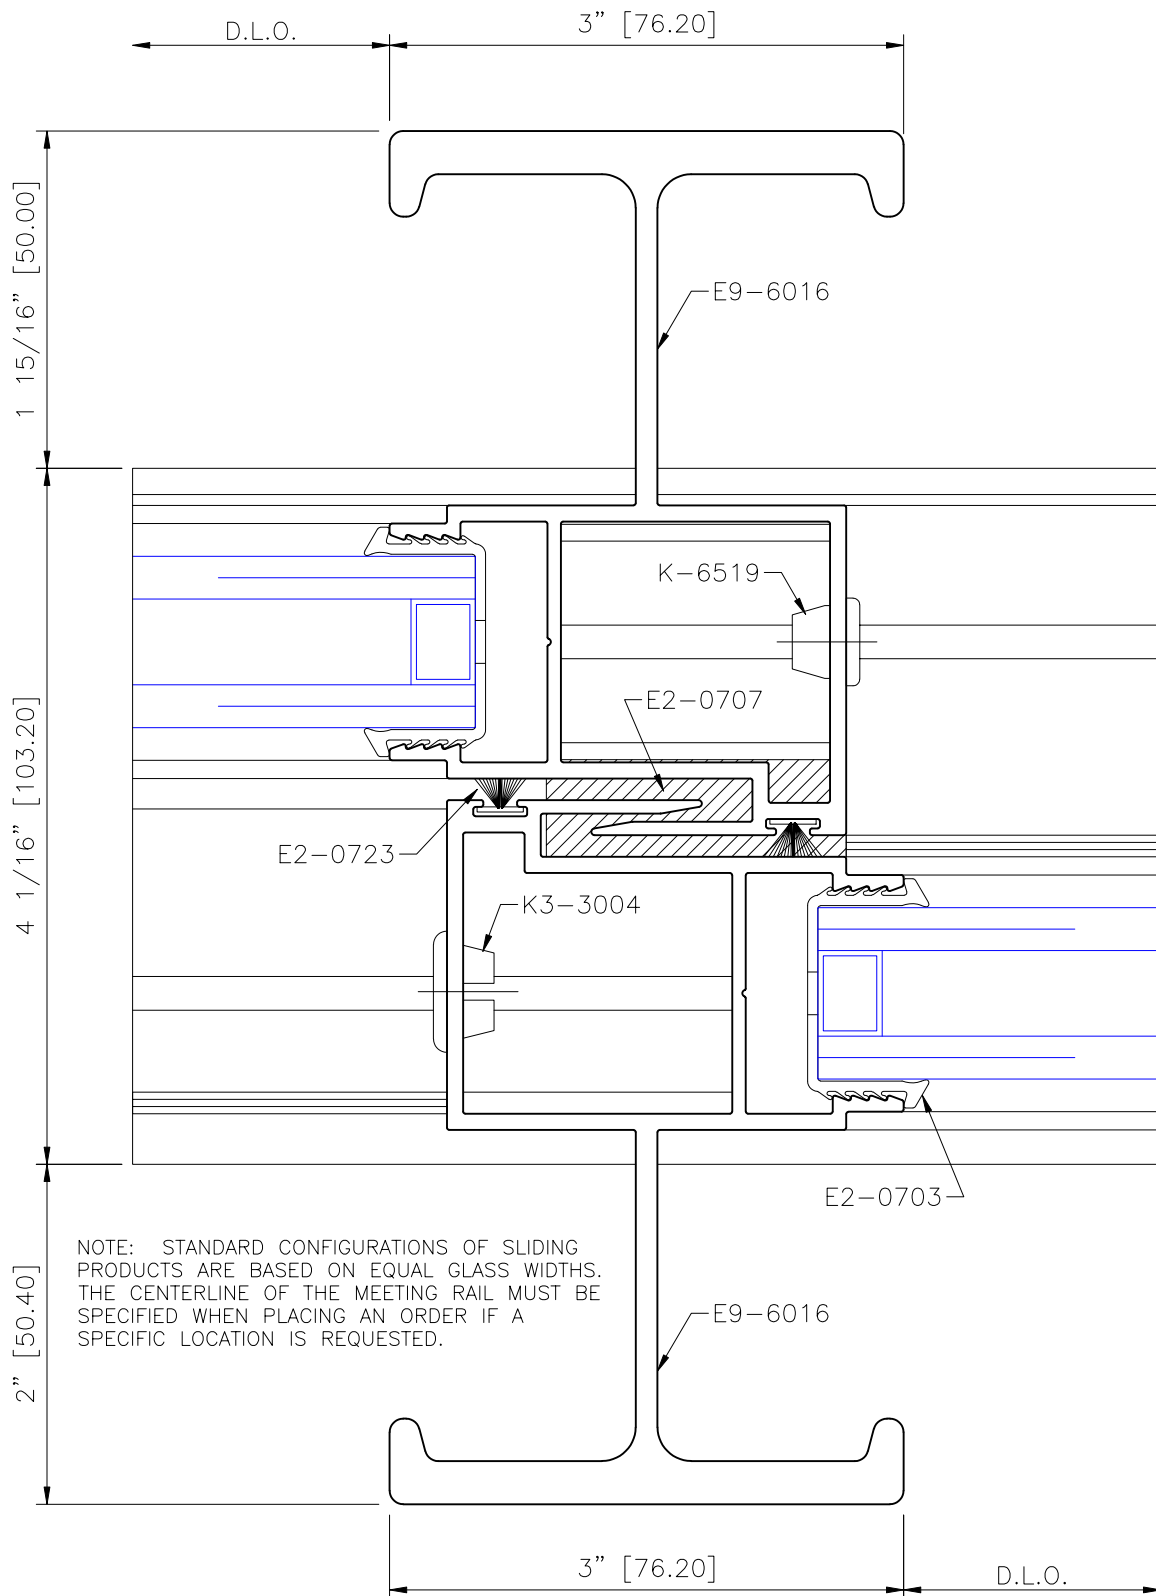 D.L.O.
3” [76.20]
1 15/16” [50.00]
E9-6016
K-6519
E2-0707
4 1/16” [103.20]
E2-0723
K3-3004
E2-0703
NOTE: STANDARD CONFIGURATIONS OF SLIDING
PRODUCTS ARE BASED ON EQUAL GLASS WIDTHS.
THE CENTERLINE OF THE MEETING RAIL MUST BE
SPECIFIED WHEN PLACING AN ORDER IF A
SPECIFIC LOCATION IS REQUESTED.
2” [50.40]
E9-6016
3” [76.20]
D.L.O.